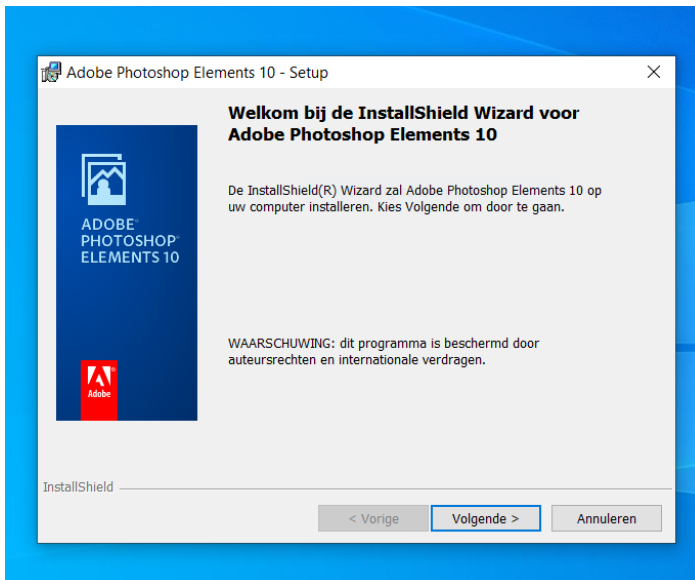 Adobe Photoshop Elements 10 - Setup
Welkom bij de InstallShield Wizard voor
Adobe Photoshop Elements 10
ADOBE®
PHOTOSHOP®
ELEMENTS 10
Adobe
De InstallShield(R) Wizard zal Adobe Photoshop Elements 10 op
uw computer installeren. Kies Volgende om door te gaan.
WAARSCHUWING: dit programma is beschermd door
auteursrechten en internationale verdragen.
InstallShield
< Vorige
Volgende >
Annuleren